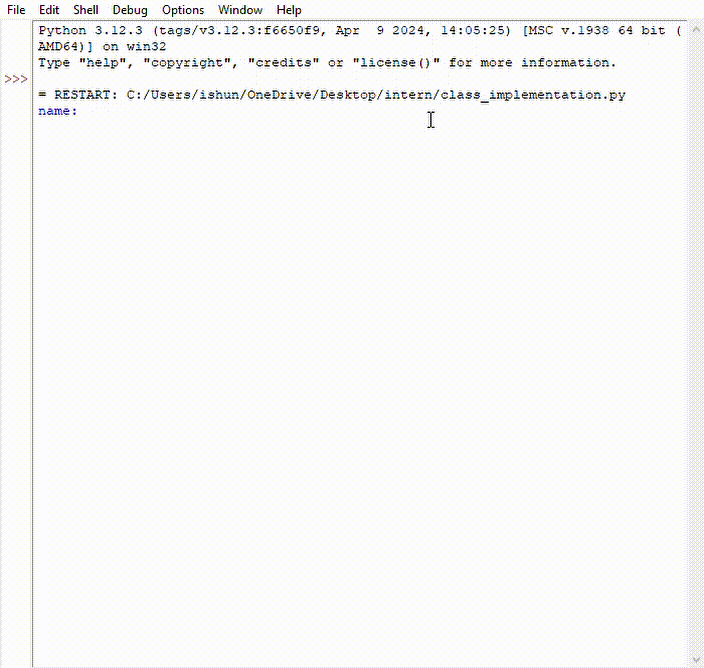 File Edit Shell Debug Options Window Help
Python 3.12.3 (tags/v3.12.3:f6650f9, Apr  9 2024, 14:05:25) [MSC v.1938 64 bit (
AMD64)] on win32
Type "help", "copyright", "credits" or "license()" for more information.
>>>
= RESTART: C:/Users/ishun/OneDrive/Desktop/intern/class_implementation.py
name: